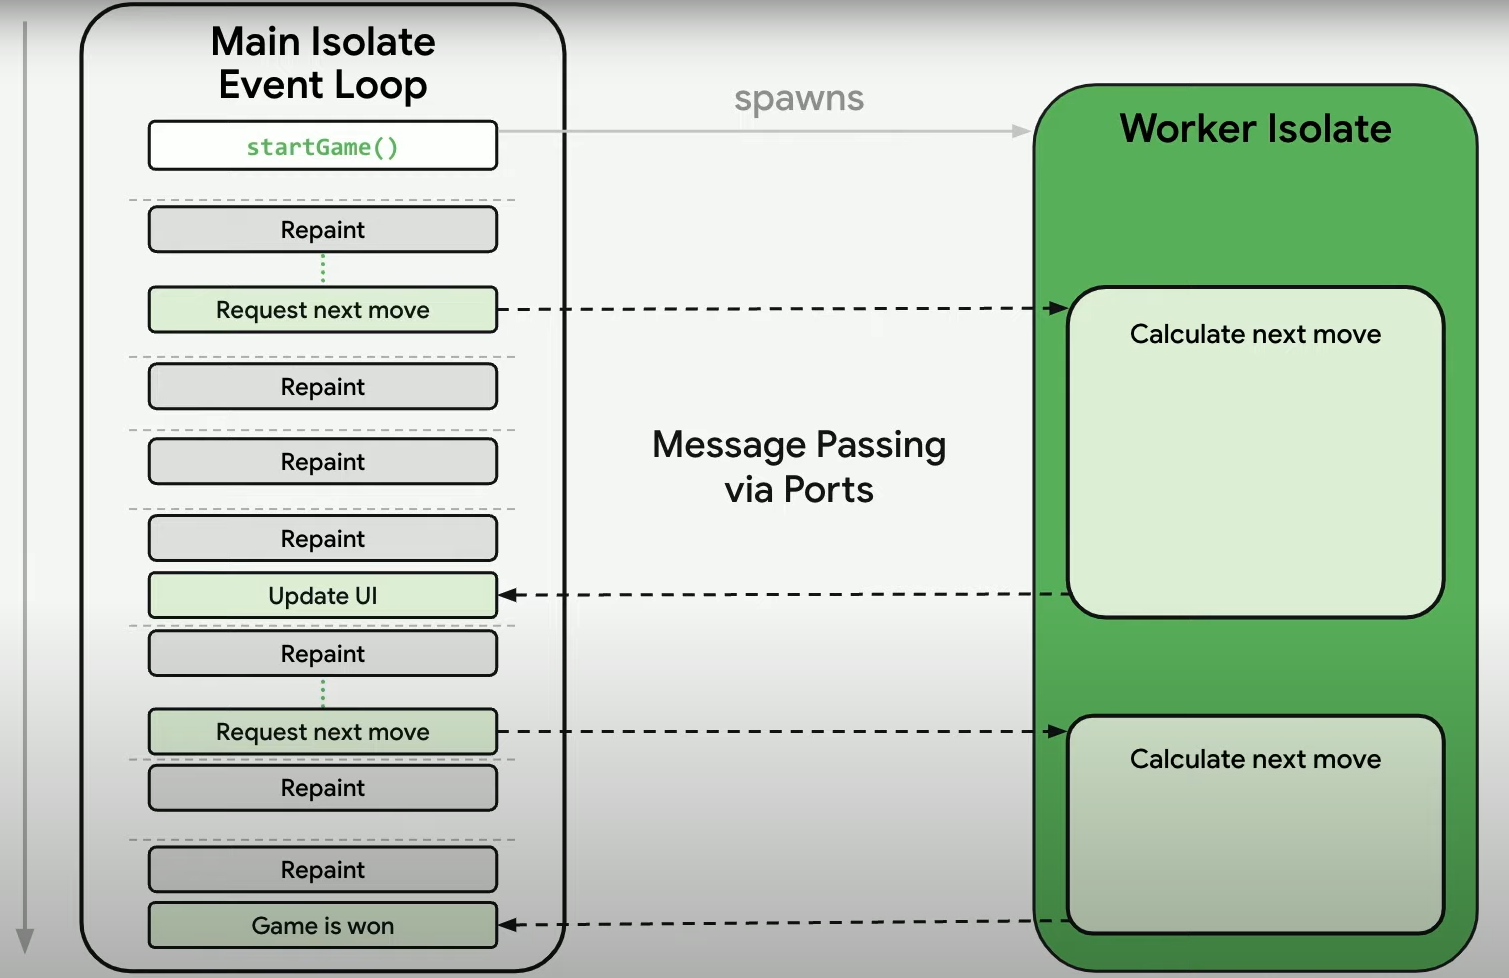 Main Isolate
Event Loop
spawns
Worker Isolate
startGame()
Repaint
Request next move
Calculate next move
Repaint
Message Passing
via Ports
Repaint
Repaint
Update UI
Repaint
Request next move
Calculate next move
Repaint
Repaint
Game is won